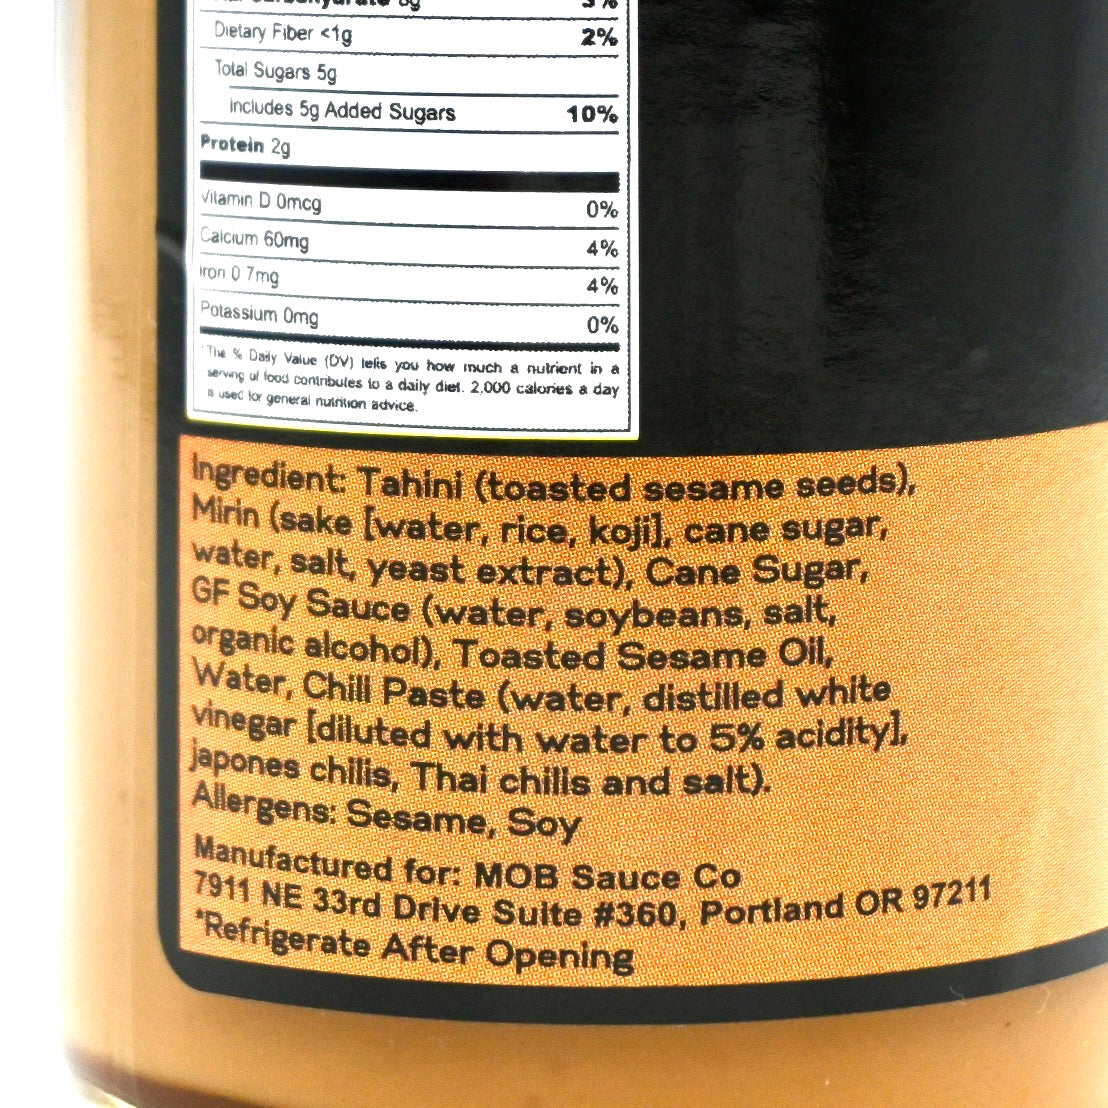 Dietary Fiber <1g 2%
Total Sugars 5g
Includes 5g Added Sugars 10%
Protein 2g
Vitamin D 0mcg 0%
Calcium 60mg 4%
Iron 0 7mg 4%
Potassium 0mg 0%
*The % Daily Value (DV) tells you how much a nutrient in a
serving of food contributes to a daily diet. 2,000 calories a day
is used for general nutrition advice.
Ingredient: Tahini (toasted sesame seeds),
Mirin (sake [water, rice, koji], cane sugar,
water, salt, yeast extract), Cane Sugar,
GF Soy Sauce (water, soybeans, salt,
organic alcohol), Toasted Sesame Oil,
Water, Chili Paste (water, distilled white
vinegar [diluted with water to 5% acidity],
japones chilis, Thai chilis and salt).
Allergens: Sesame, Soy
Manufactured for: MOB Sauce Co
7911 NE 33rd Drive Suite #360, Portland OR 97211
*Refrigerate After Opening